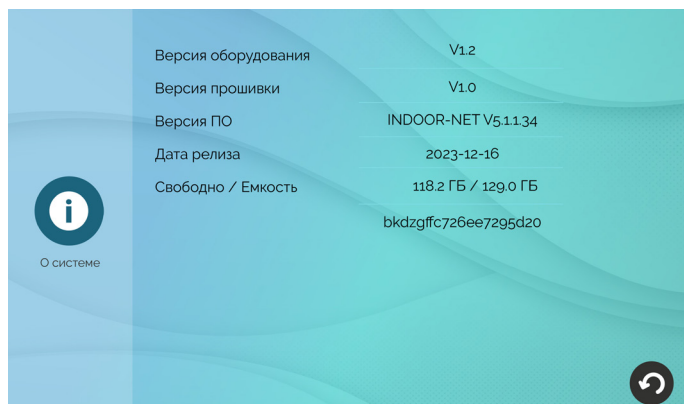 Версия оборудования V1.2
Версия прошивки V1.0
Версия ПО INDOOR-NET V5.1.1.34
Дата релиза 2023-12-16
Свободно / Емкость 118.2 ГБ / 129.0 ГБ
bkdzgffc726ee7295d20
О системе